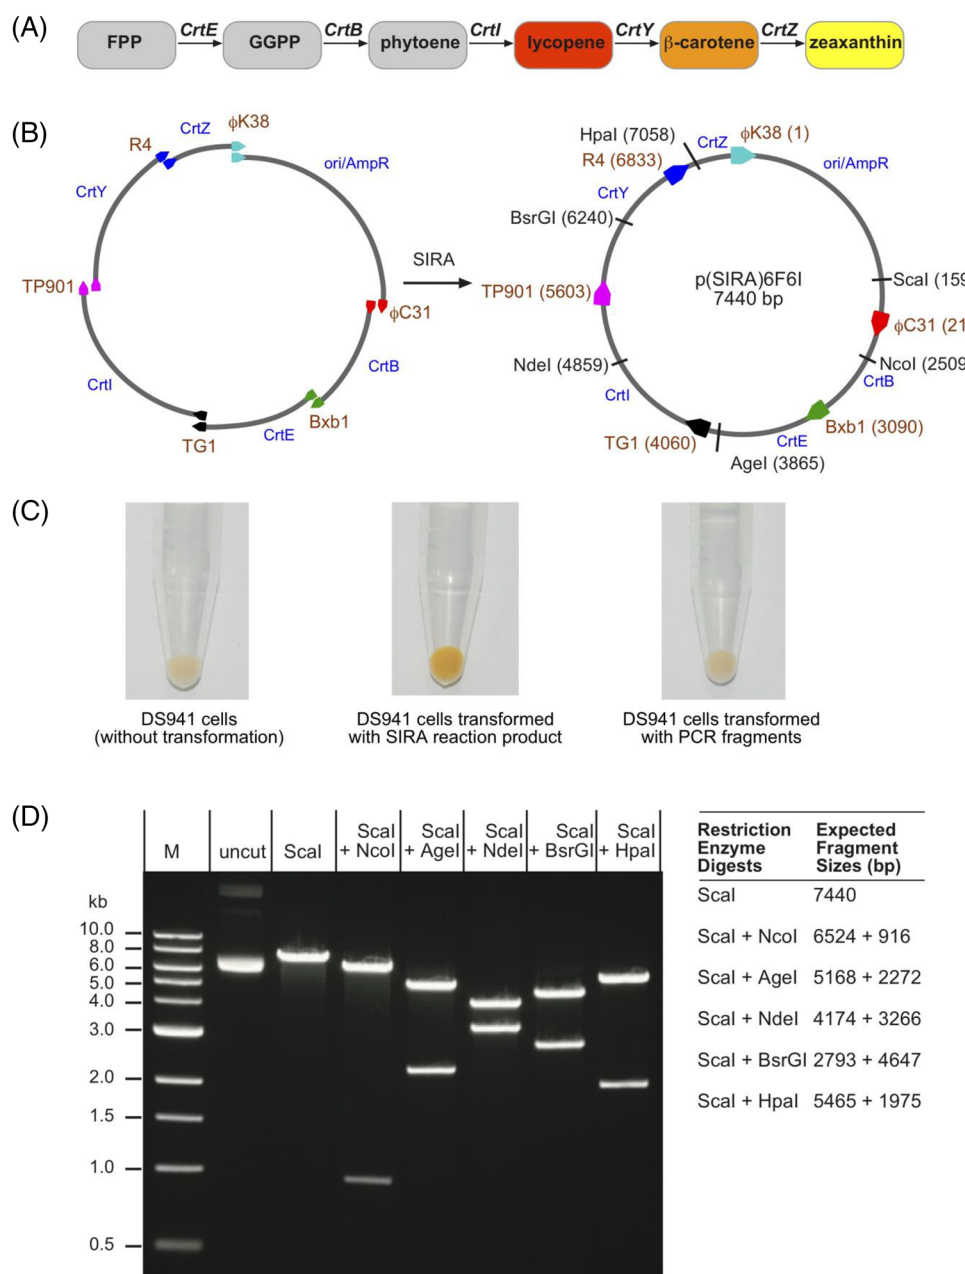 (A)
FPP CrtE GGPP CrtB phytoene CrtI lycopene CrtY β-carotene CrtZ zeaxanthin
(B)
CrtZ
ϕK38
R4
ori/AmpR
CrtY
TP901
ϕC31
CrtB
CrtI
Bxb1
CrtE
TG1
SIRA
HpaI (7058)
CrtZ
ϕK38 (1)
R4 (6833)
ori/AmpR
CrtY
BsrGI (6240)
ScaI (159
TP901 (5603)
p(SIRA)6F6I
7440 bp
ϕC31 (21
NdeI (4859)
NcoI (2509
CrtB
CrtI
Bxb1 (3090)
TG1 (4060)
CrtE
AgeI (3865)
(C)
DS941 cells
(without transformation)
DS941 cells transformed
with SIRA reaction product
DS941 cells transformed
with PCR fragments
(D)
M
uncut
ScaI
ScaI
+ NcoI
ScaI
+ AgeI
ScaI
+ NdeI
ScaI
+ BsrGI
ScaI
+ HpaI
kb
10.0
8.0
6.0
5.0
4.0
3.0
2.0
1.5
1.0
0.5
Restriction Enzyme Digests
Expected Fragment Sizes (bp)
ScaI 7440
ScaI + NcoI 6524 + 916
ScaI + AgeI 5168 + 2272
ScaI + NdeI 4174 + 3266
ScaI + BsrGI 2793 + 4647
ScaI + HpaI 5465 + 1975